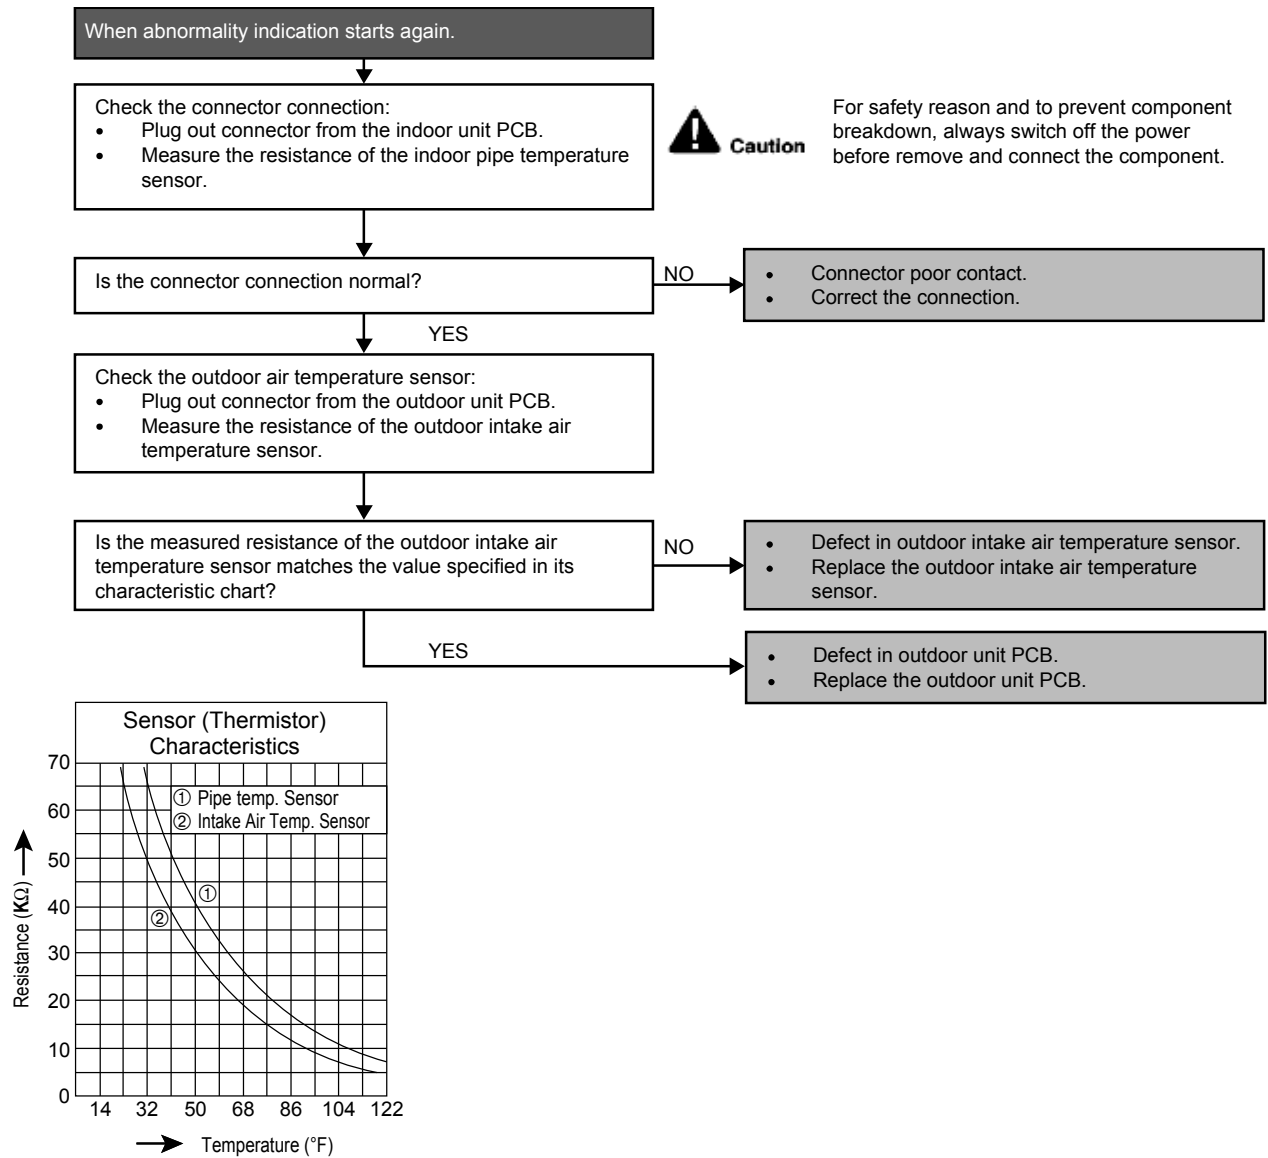 When abnormality indication starts again.
Check the connector connection:
• Plug out connector from the indoor unit PCB.
• Measure the resistance of the indoor pipe temperature
sensor.
Caution
For safety reason and to prevent component
breakdown, always switch off the power
before remove and connect the component.
Is the connector connection normal?
NO
• Connector poor contact.
• Correct the connection.
YES
Check the outdoor air temperature sensor:
• Plug out connector from the outdoor unit PCB.
• Measure the resistance of the outdoor intake air
temperature sensor.
Is the measured resistance of the outdoor intake air
temperature sensor matches the value specified in its
characteristic chart?
NO
• Defect in outdoor intake air temperature sensor.
• Replace the outdoor intake air temperature
sensor.
YES
• Defect in outdoor unit PCB.
• Replace the outdoor unit PCB.
Sensor (Thermistor)
Characteristics
① Pipe temp. Sensor
② Intake Air Temp. Sensor
70
60
50
40
30
20
10
0
①
②
Resistance (KΩ)
14 32 50 68 86 104 122
Temperature (°F)